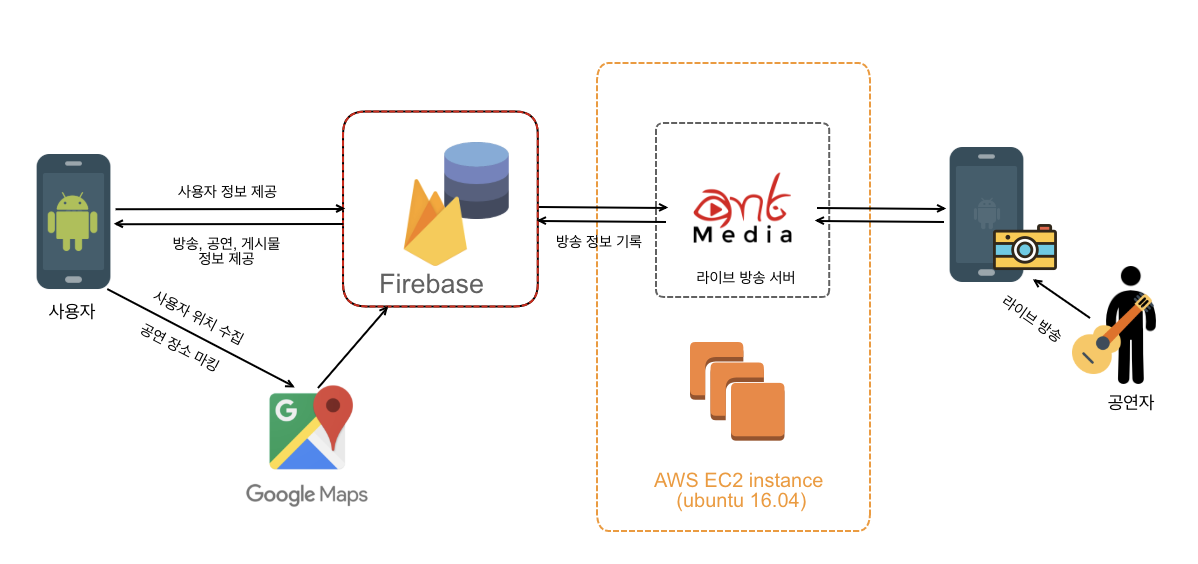 사용자 정보 제공
방송, 공연, 게시물
정보 제공
사용자
사용자 위치 수집
공연 장소 마킹
Firebase
G
Google Maps
방송 정보 기록
ant
Media
라이브 방송 서버
AWS EC2 instance
(ubuntu 16.04)
라이브 방송
공연자